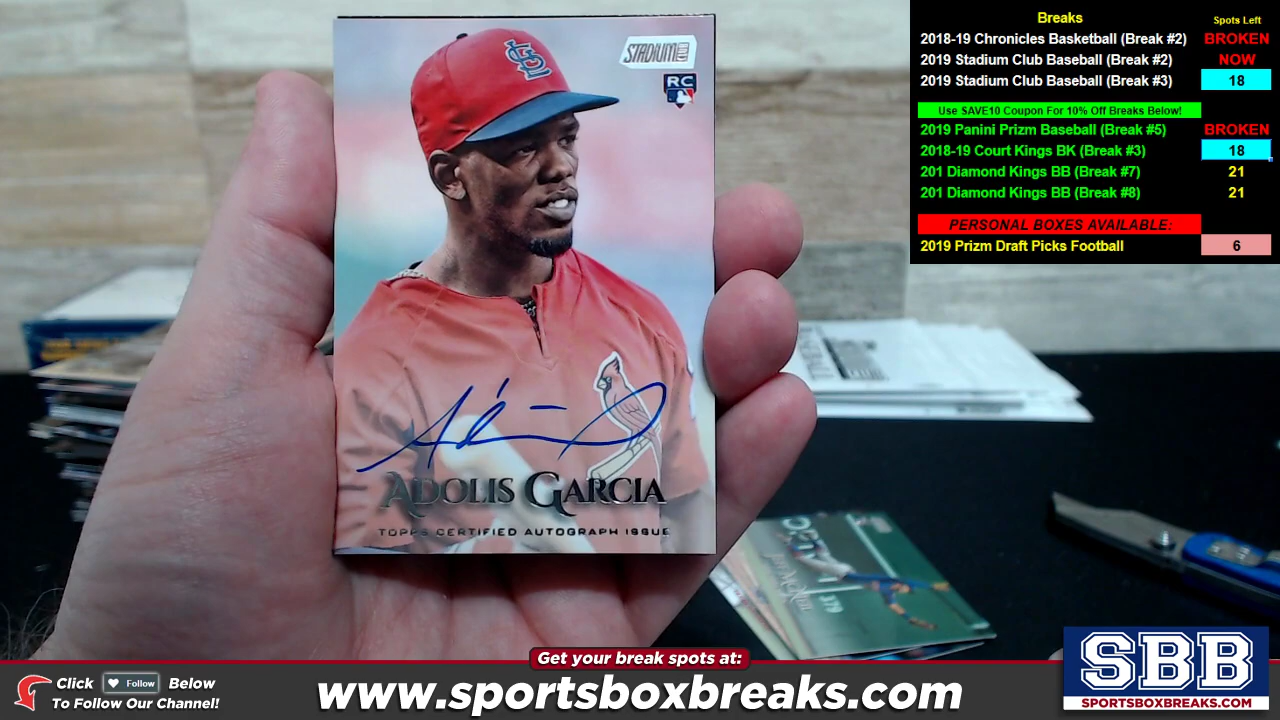 STADIUM CLUB
RC
STL
ADOLIS GARCIA
TOPPS CERTIFIED AUTOGRAPH ISSUE
379
Breaks Spots Left
2018-19 Chronicles Basketball (Break #2) BROKEN
2019 Stadium Club Baseball (Break #2) NOW
2019 Stadium Club Baseball (Break #3) 18
Use SAVE10 Coupon For 10% Off Breaks Below!
2019 Panini Prizm Baseball (Break #5) BROKEN
2018-19 Court Kings BK (Break #3) 18
201 Diamond Kings BB (Break #7) 21
201 Diamond Kings BB (Break #8) 21
PERSONAL BOXES AVAILABLE:
2019 Prizm Draft Picks Football 6
Get your break spots at:
Click Follow Below
To Follow Our Channel!
www.sportsboxbreaks.com
SBB
SPORTSBOXBREAKS.COM